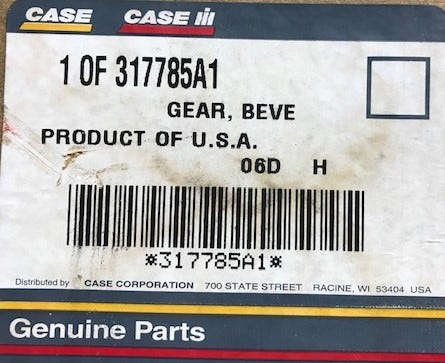 CASE CASE III
1 OF 317785A1
GEAR, BEVE
PRODUCT OF U.S.A.
06D H
*317785A1*
Distributed by CASE CORPORATION 700 STATE STREET RACINE, WI 53404 USA
Genuine Parts